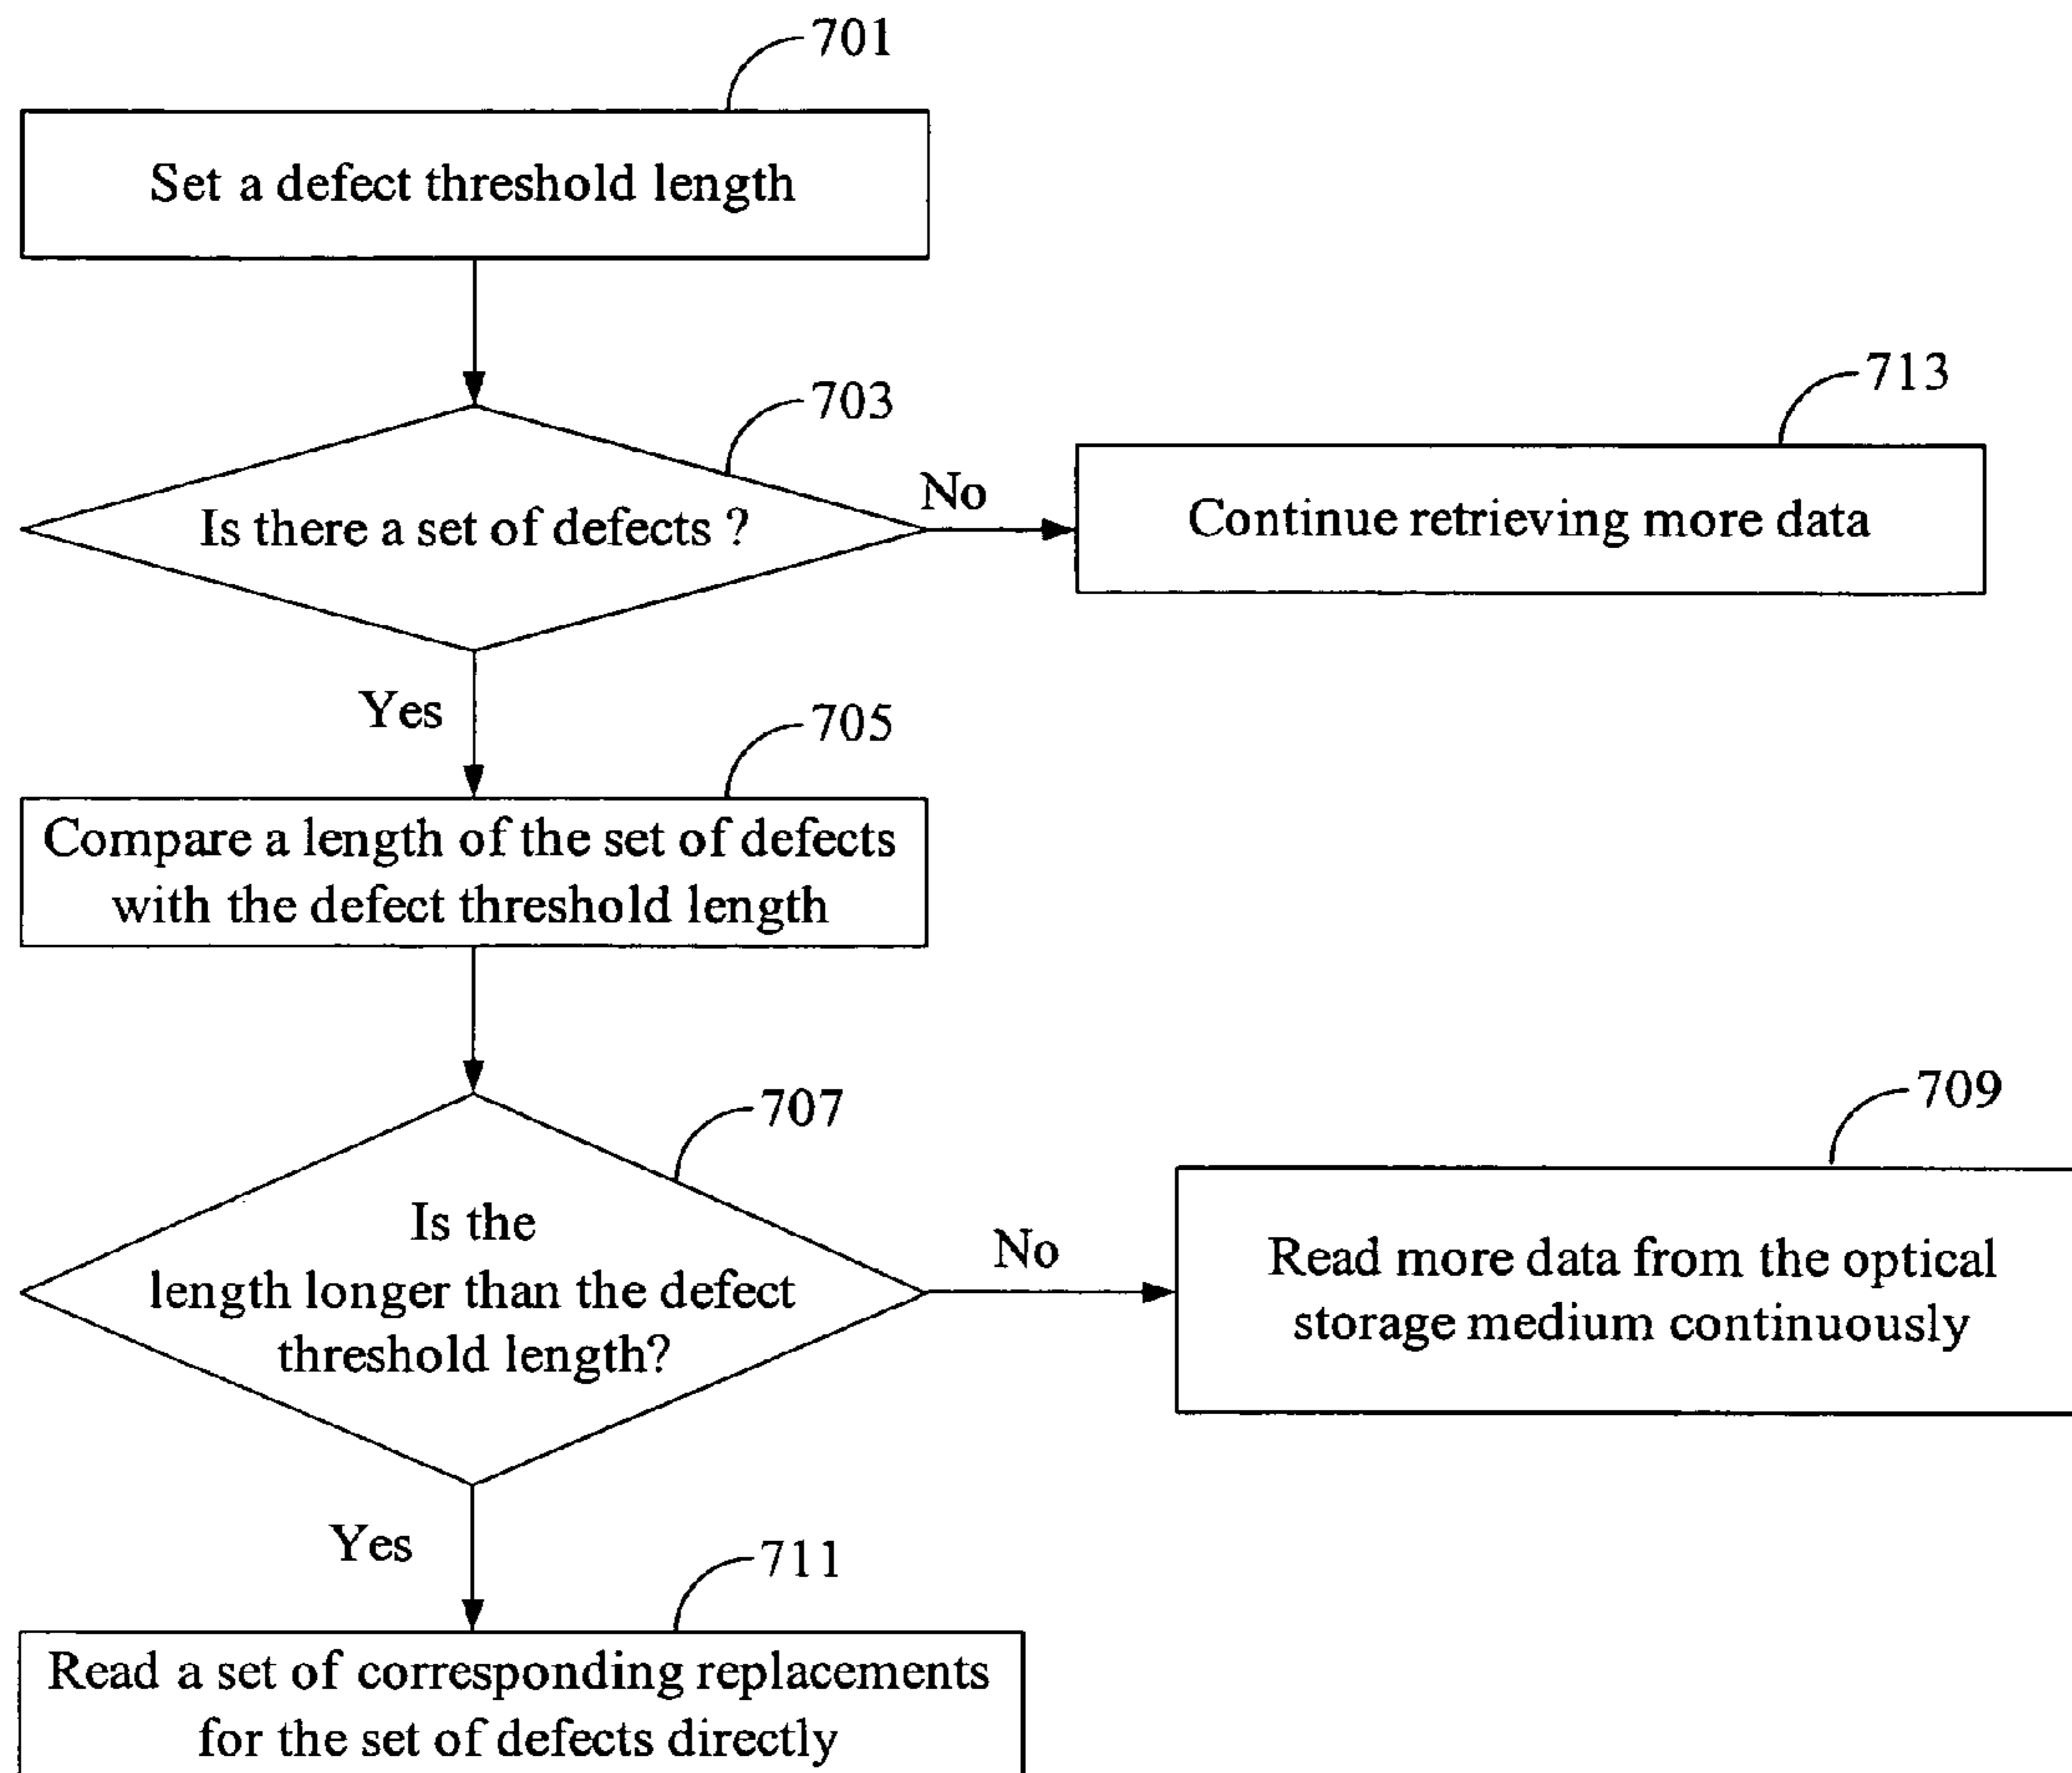 701
Set a defect threshold length
703
Is there a set of defects ?
No
713
Continue retrieving more data
Yes
705
Compare a length of the set of defects
with the defect threshold length
707
Is the
length longer than the defect
threshold length?
No
709
Read more data from the optical
storage medium continuously
Yes
711
Read a set of corresponding replacements
for the set of defects directly